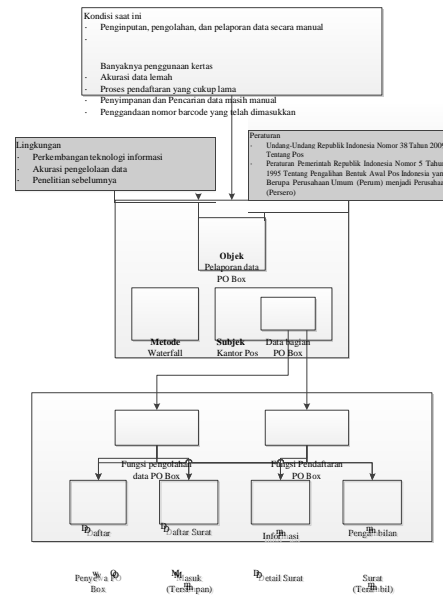 Kondisi saat ini
- Penginputan, pengolahan, dan pelaporan data secara manual
-
Banyaknya penggunaan kertas
- Akurasi data lemah
- Proses pendaftaran yang cukup lama
- Penyimpanan dan Pencarian data masih manual
- Penggandaan nomor barcode yang telah dimasukkan
Lingkungan
- Perkembangan teknologi informasi
- Akurasi pengelolaan data
- Penelitian sebelumnya
Peraturan
- Undang-Undang Republik Indonesia Nomor 38 Tahun 2009
Tentang Pos
- Peraturan Pemerintah Republik Indonesia Nomor 5 Tahun
1995 Tentang Pengalihan Bentuk Awal Pos Indonesia yan
Berupa Perusahaan Umum (Perum) menjadi Perusahaa
(Persero)
Objek
Pelaporan data
PO Box
Metode
Waterfall
Subjek
Kantor Pos
Data bagian
PO Box
Fungsi pengolahan
data PO Box
Fungsi Pendaftaran
PO Box
Daftar
Daftar Surat
Informasi
Pengambilan
Box
Masuk
Detail Surat
Surat